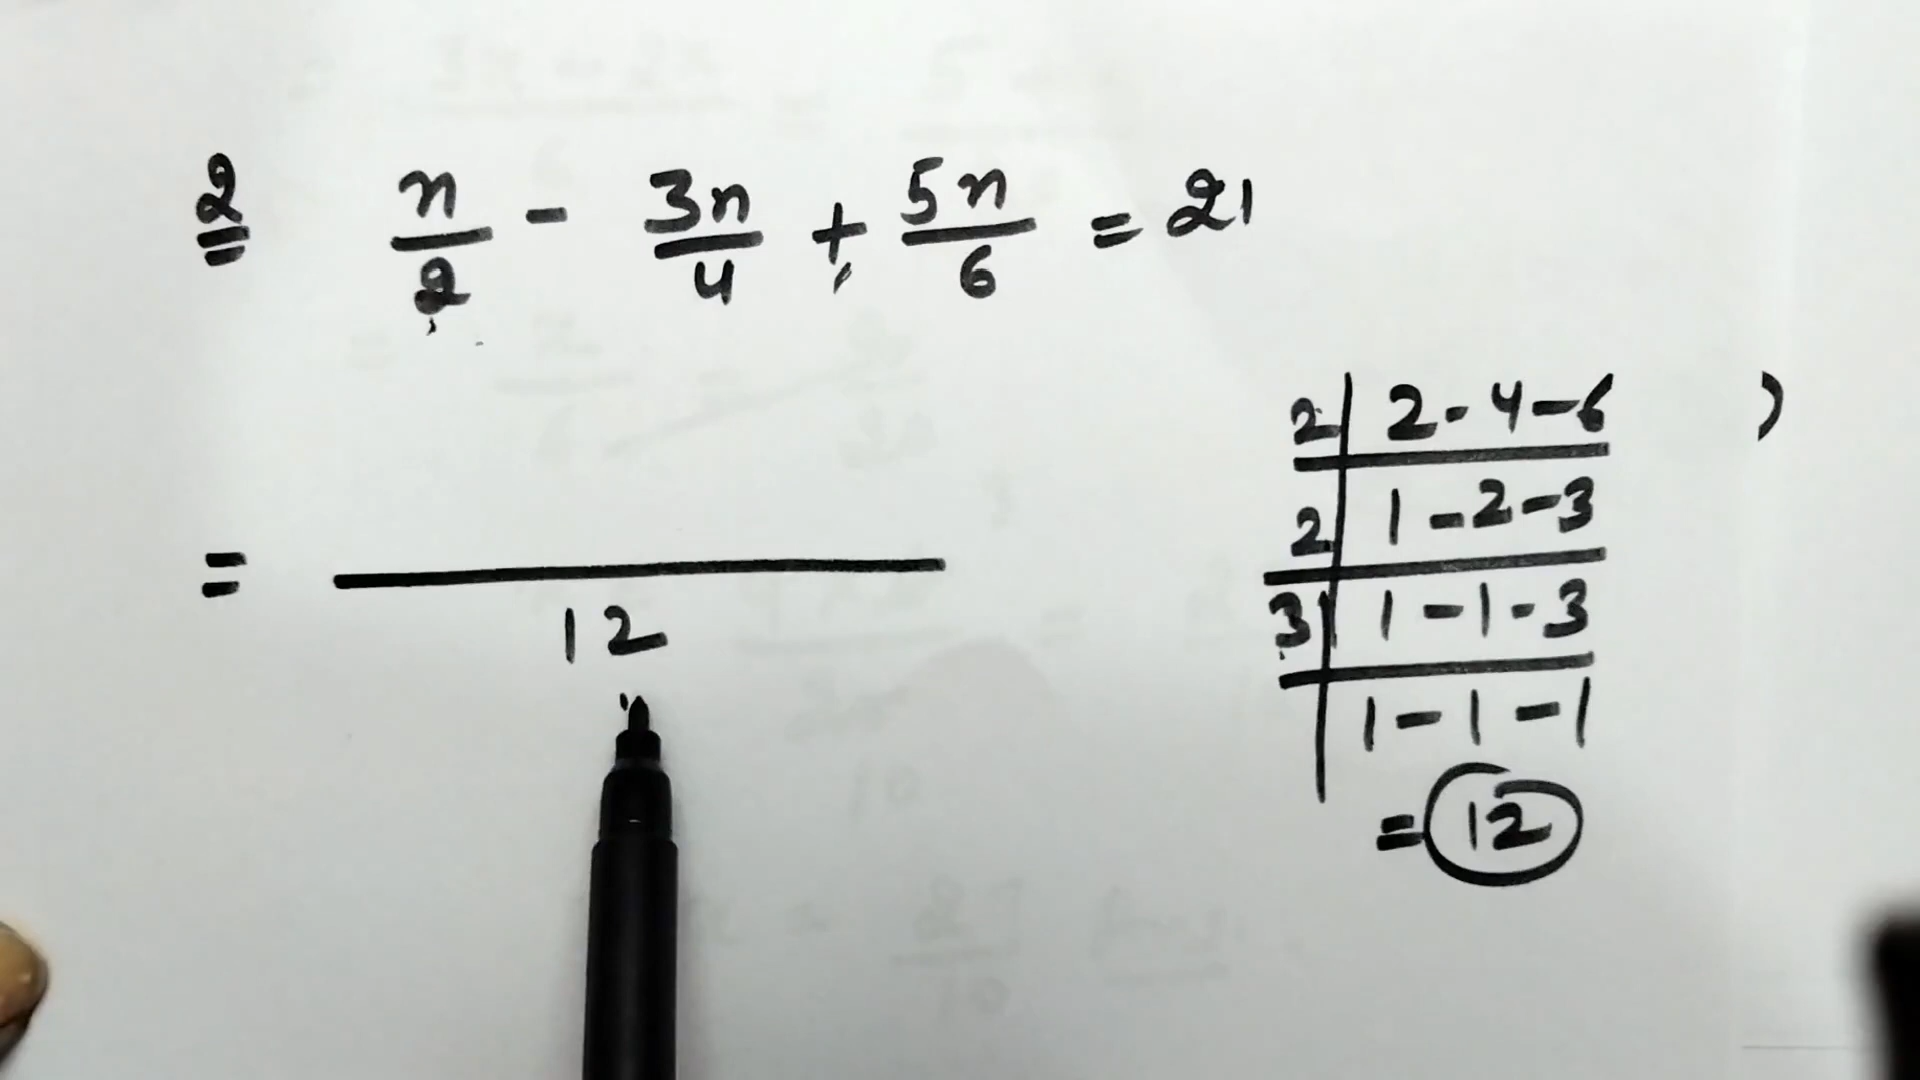 2 n/2 - 3n/4 + 5n/6 = 21
= /12
2 | 2 - 4 - 6
2 | 1 - 2 - 3
3 | 1 - 1 - 3
| 1 - 1 - 1
= 12